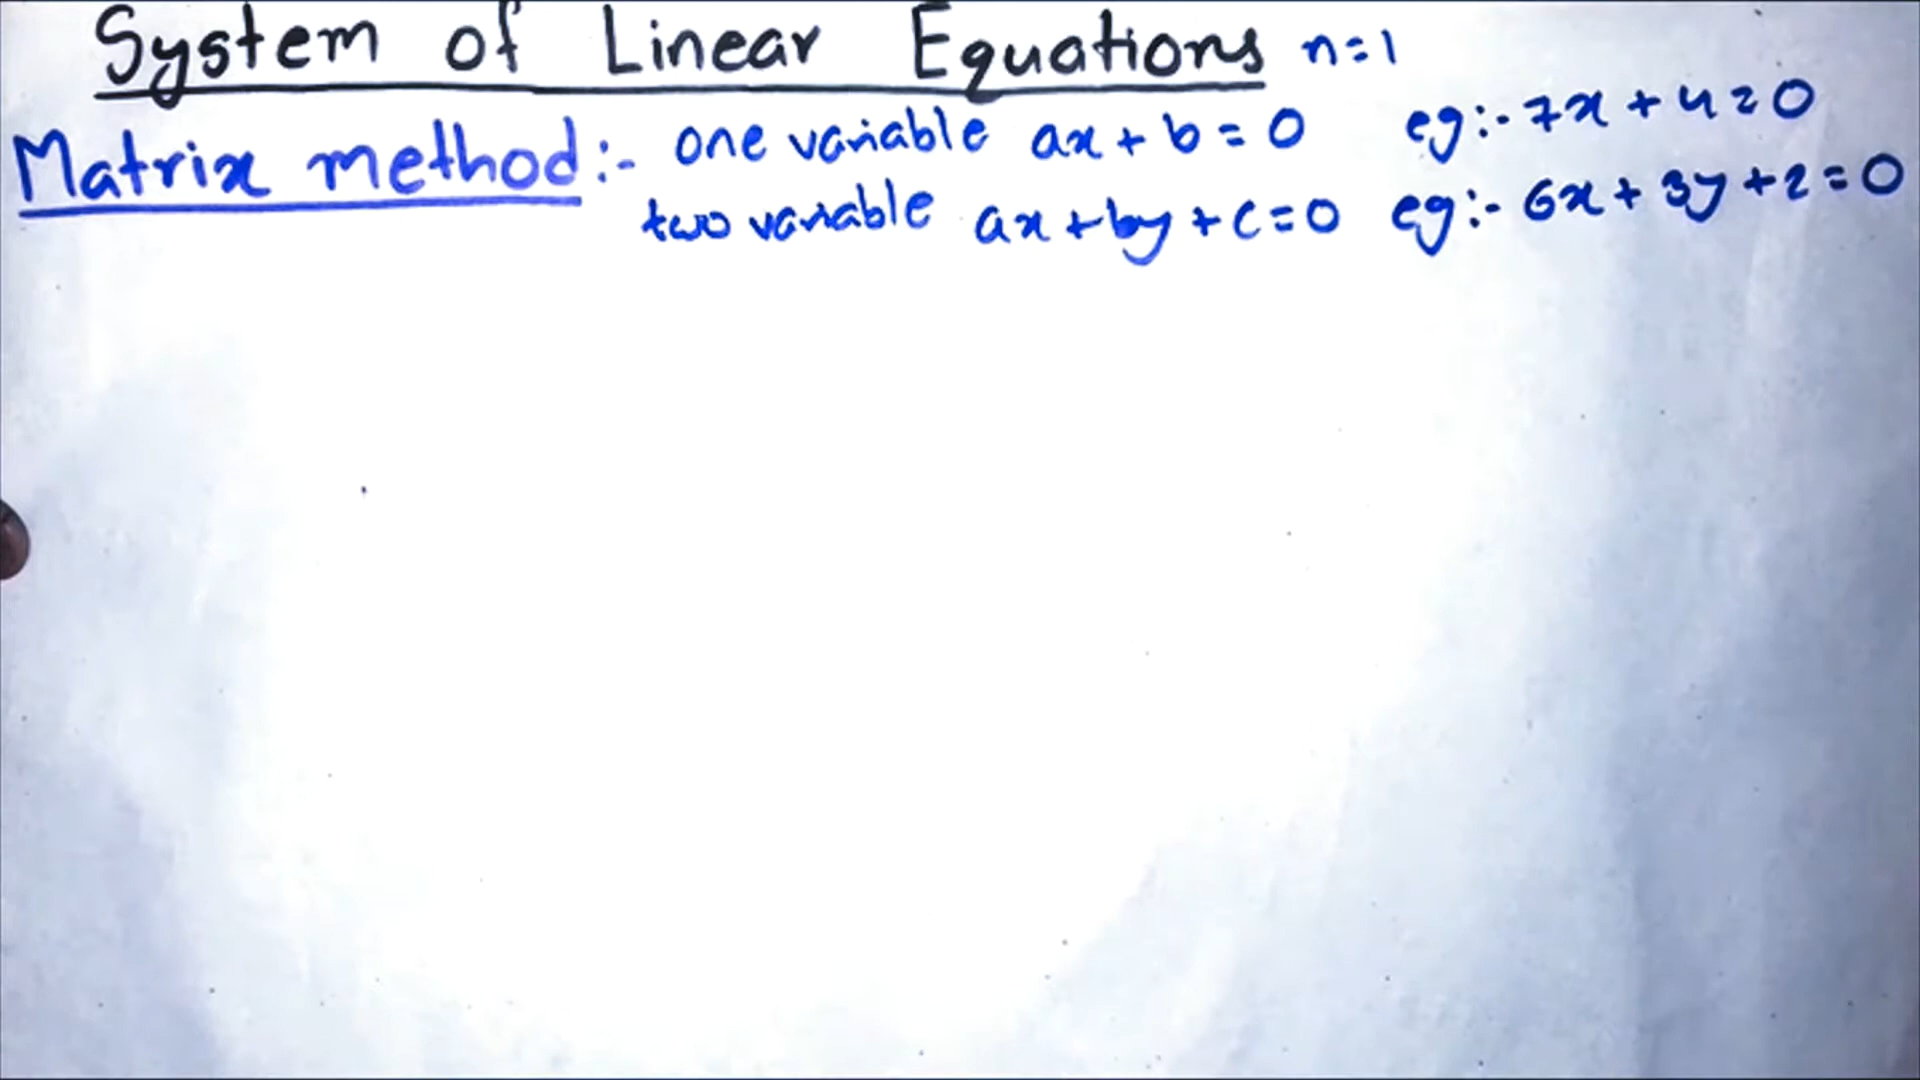 System of Linear Equations n=1
Matrix method:- one variable ax + b = 0 eg:- 7x + 4 = 0
two variable ax + by + c = 0 eg:- 6x + 3y + 2 = 0